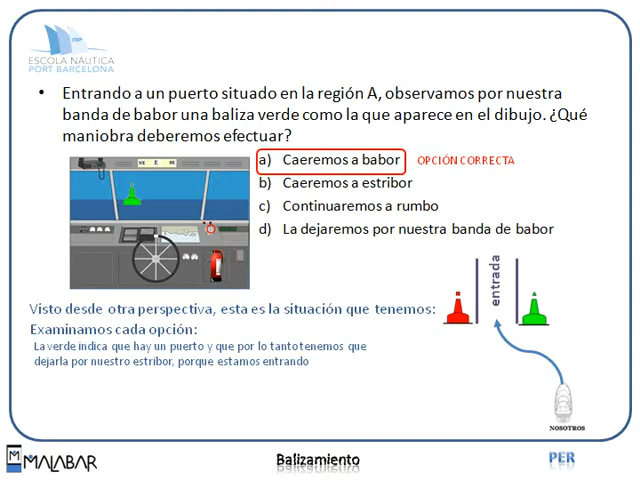 ESCOLA NÀUTICA
PORT BARCELONA
• Entrando a un puerto situado en la región A, observamos por nuestra
banda de babor una baliza verde como la que aparece en el dibujo. ¿Qué
maniobra deberemos efectuar?
a) Caeremos a babor OPCIÓN CORRECTA
b) Caeremos a estribor
c) Continuaremos a rumbo
d) La dejaremos por nuestra banda de babor
NE E SE
entrada
Visto desde otra perspectiva, esta es la situación que tenemos:
Examinamos cada opción:
La verde indica que hay un puerto y que por lo tanto tenemos que
dejarla por nuestro estribor, porque estamos entrando
NOSOTROS
MALABAR
Balizamiento
PER